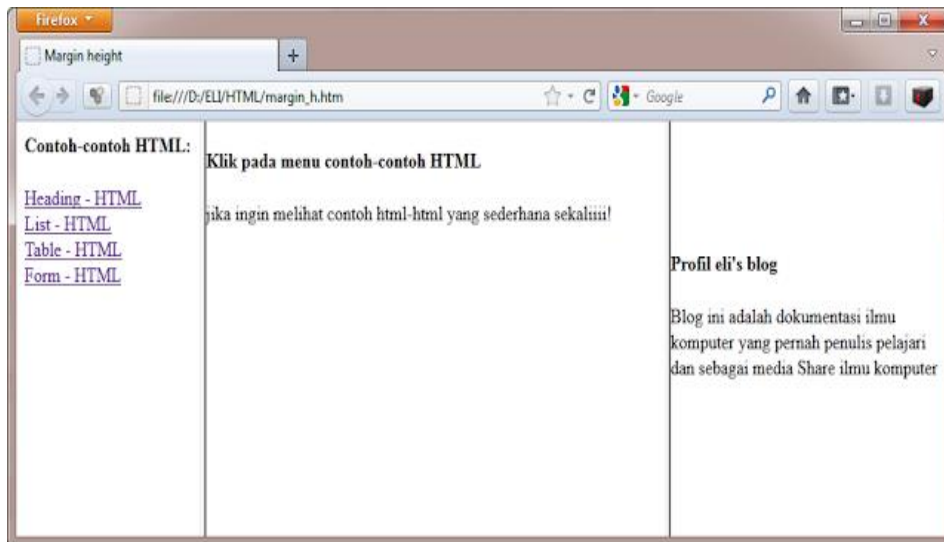 Firefox
Margin height
file:///D:/ELI/HTML/margin_h.htm
Google
Contoh-contoh HTML:
Heading - HTML
List - HTML
Table - HTML
Form - HTML
Klik pada menu contoh-contoh HTML
jika ingin melihat contoh html-html yang sederhana sekaliiii!
Profil eli's blog
Blog ini adalah dokumentasi ilmu
komputer yang pernah penulis pelajari
dan sebagai media Share ilmu komputer